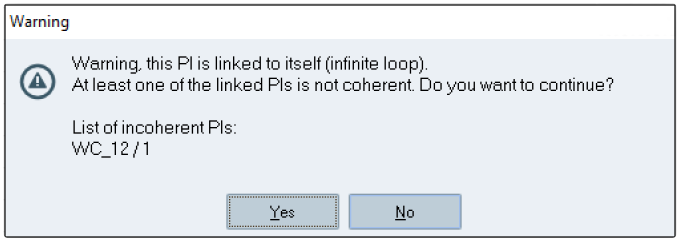 Warning
Warning, this PI is linked to itself (infinite loop).
At least one of the linked PIs is not coherent. Do you want to continue?
List of incoherent PIs:
WC_12 / 1
Yes
No